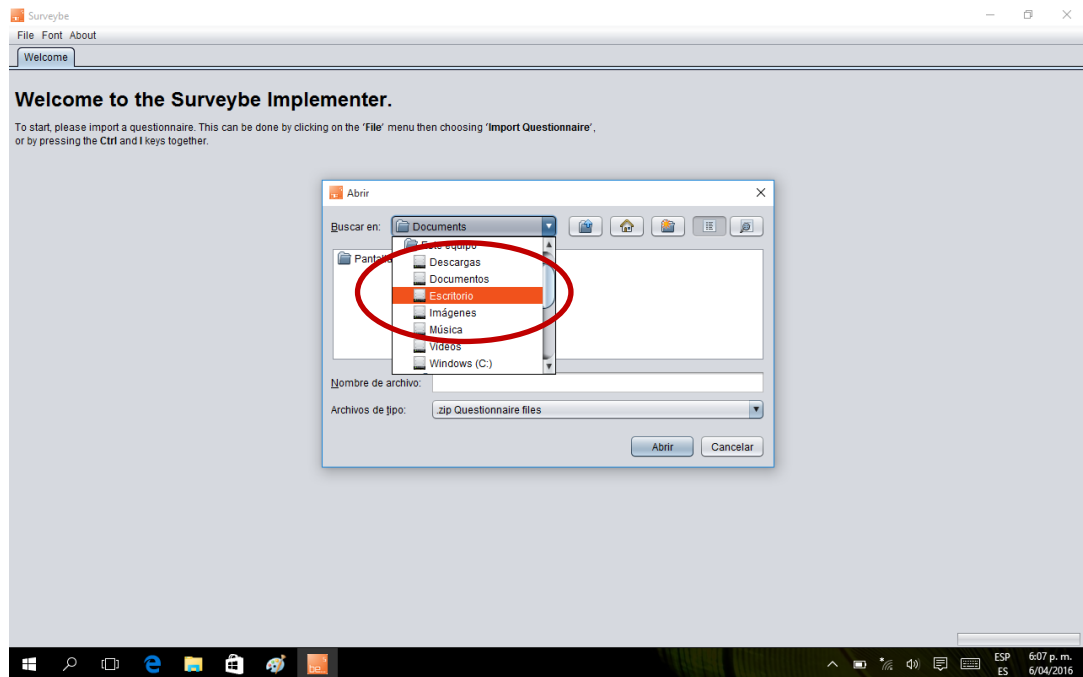 Surveybe
File Font About
Welcome
Welcome to the Surveybe Implementer.
To start, please import a questionnaire. This can be done by clicking on the 'File' menu then choosing 'Import Questionnaire',
or by pressing the Ctrl and I keys together.
Abrir
Buscar en: Documents
Este equipo
Descargas
Documentos
Escritorio
Imágenes
Música
Vídeos
Windows (C:)
Nombre de archivo:
Archivos de tipo: .zip Questionnaire files
Abrir Cancelar
be
ESP 6:07 p. m.
ES 6/04/2016